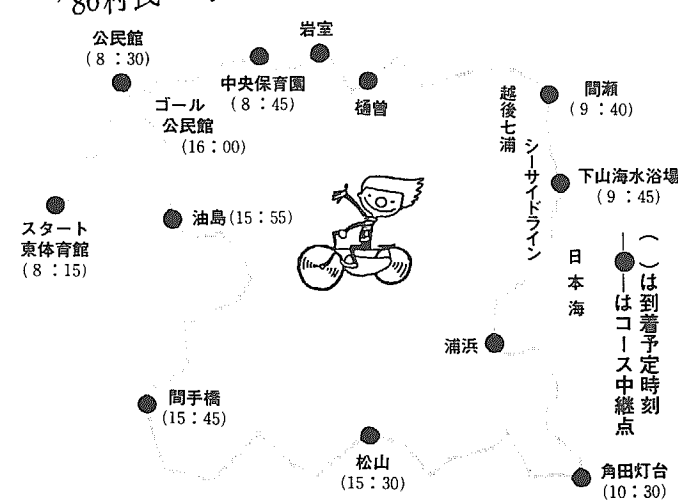 '86村民
公民館
(8:30)
岩室
中央保育園
(8:45)
樋曽
ゴール
公民館
(16:00)
間瀬
(9:40)
越後七浦
シーサイドライン
下山海水浴場
(9:45)
スタート
東体育館
(8:15)
油島(15:55)
日本海
( )は到着予定時刻
―●―はコース中継点
浦浜
間手橋
(15:45)
松山
(15:30)
角田灯台
(10:30)